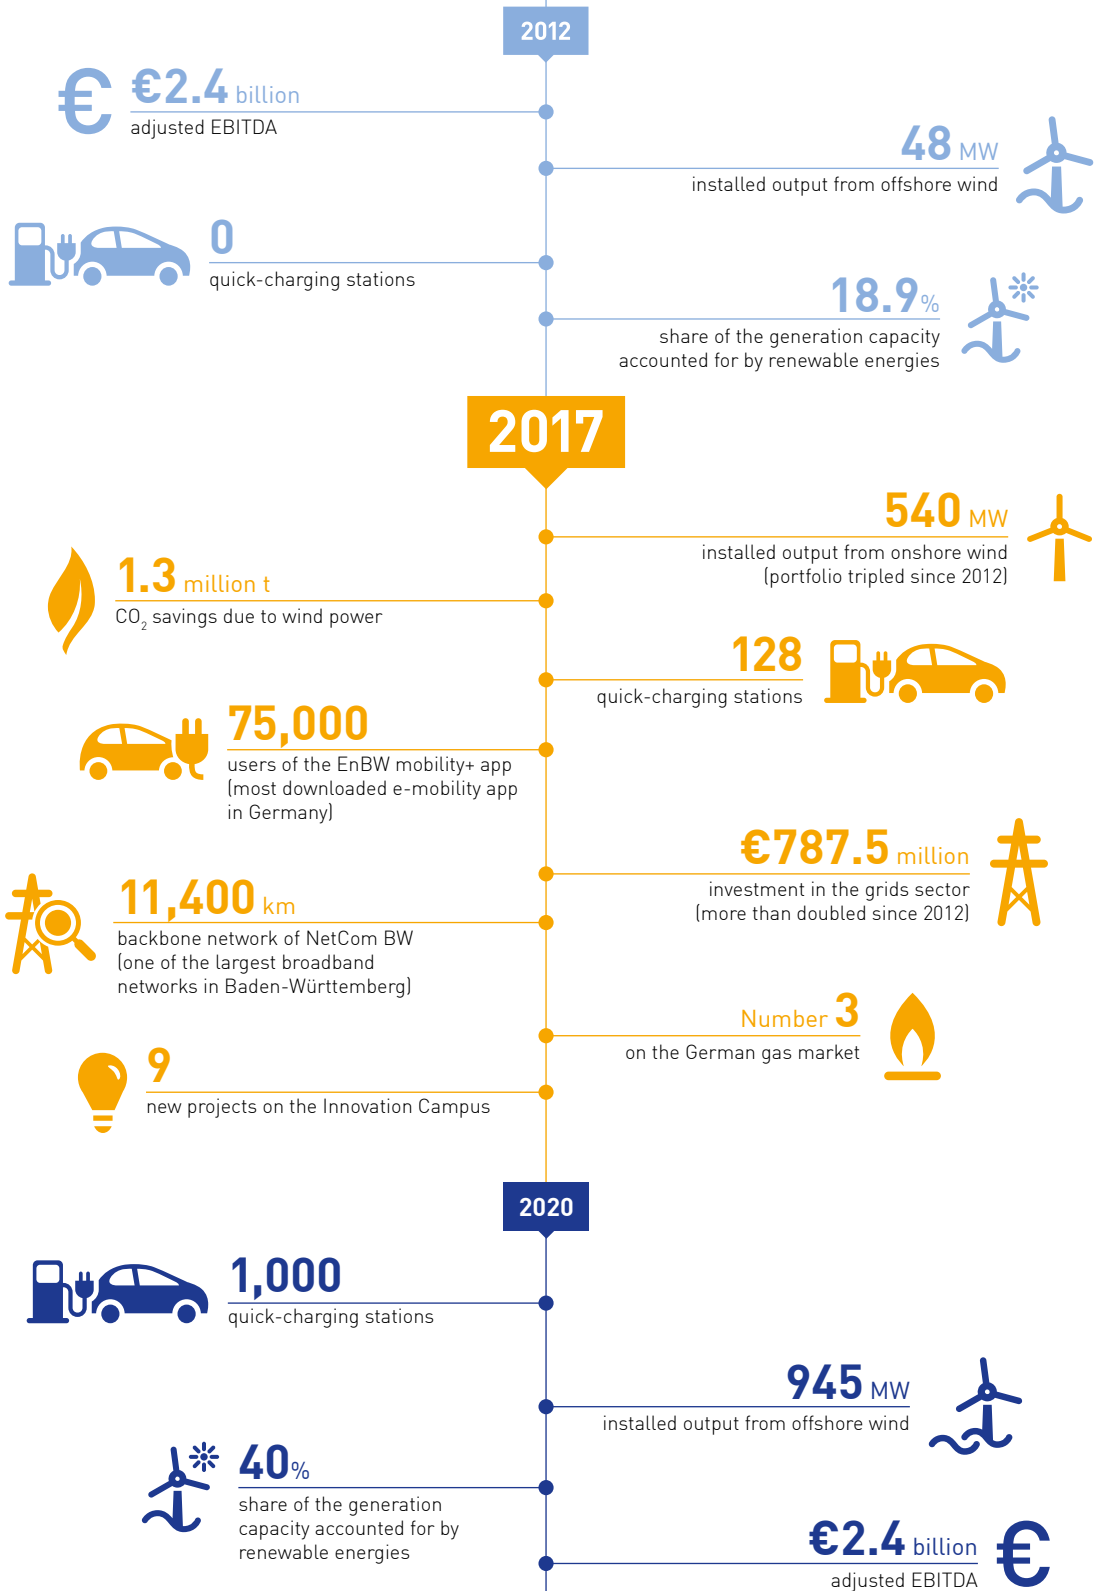 2012
€ €2.4 billion
adjusted EBITDA
48 MW
installed output from offshore wind
0
quick-charging stations
18.9%
share of the generation capacity
accounted for by renewable energies
2017
540 MW
installed output from onshore wind
(portfolio tripled since 2012)
1.3 million t
CO₂ savings due to wind power
128
quick-charging stations
75,000
users of the EnBW mobility+ app
(most downloaded e-mobility app
in Germany)
€787.5 million
investment in the grids sector
(more than doubled since 2012)
11,400 km
backbone network of NetCom BW
(one of the largest broadband
networks in Baden-Württemberg)
Number 3
on the German gas market
9
new projects on the Innovation Campus
2020
1,000
quick-charging stations
945 MW
installed output from offshore wind
40%
share of the generation
capacity accounted for by
renewable energies
€2.4 billion €
adjusted EBITDA